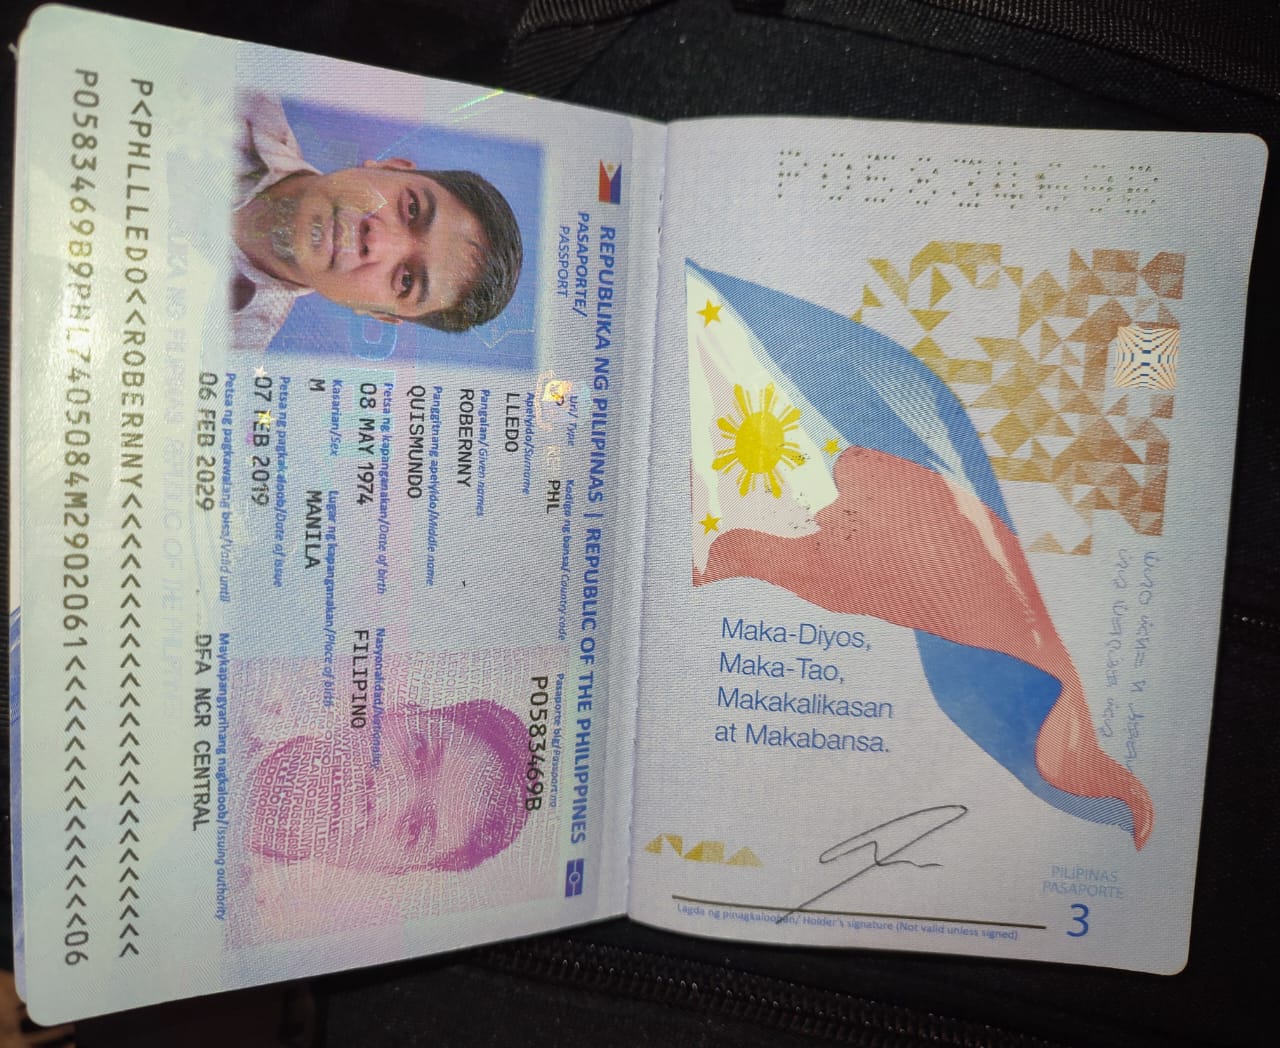 REPUBLIKA NG PILIPINAS | REPUBLIC OF THE PHILIPPINES
PASAPORTE/
PASSPORT
Uri/ Type
Kodigo ng bansa/ Country code
Pasaporte blg/Passport no.
P
PHL
P0583469B
Apelyido/Surname
LLEDO
Pangalan/Given names
ROBERNNY
Panggitnang apelyido/Middle name
QUISMUNDO
Petsa ng kapanganakan/Date of birth
Nasyonalidad/Nationality
08 MAY 1974
FILIPINO
Kasarian/Sex
Lugar ng kapanganakan/Place of birth
M
MANILA
Petsa ng pagkakaloob/Date of issue
07 FEB 2019
Petsa ng pagkawalang bisa/Valid until
Maykapangyarihang nagkaloob/Issuing authority
06 FEB 2029
DFA NCR CENTRAL
P<PHLLLEDO<<ROBERNNY<<<<<<<<<<<<<<<<<<<<<<<<
P0583469B9PHL7405084M2902061<<<<<<<<<<<<<<06
Maka-Diyos,
Maka-Tao,
Makakalikasan
at Makabansa.
Lagda ng pinagkalooban/ Holder's signature (Not valid unless signed)
PILIPINAS
PASAPORTE
3